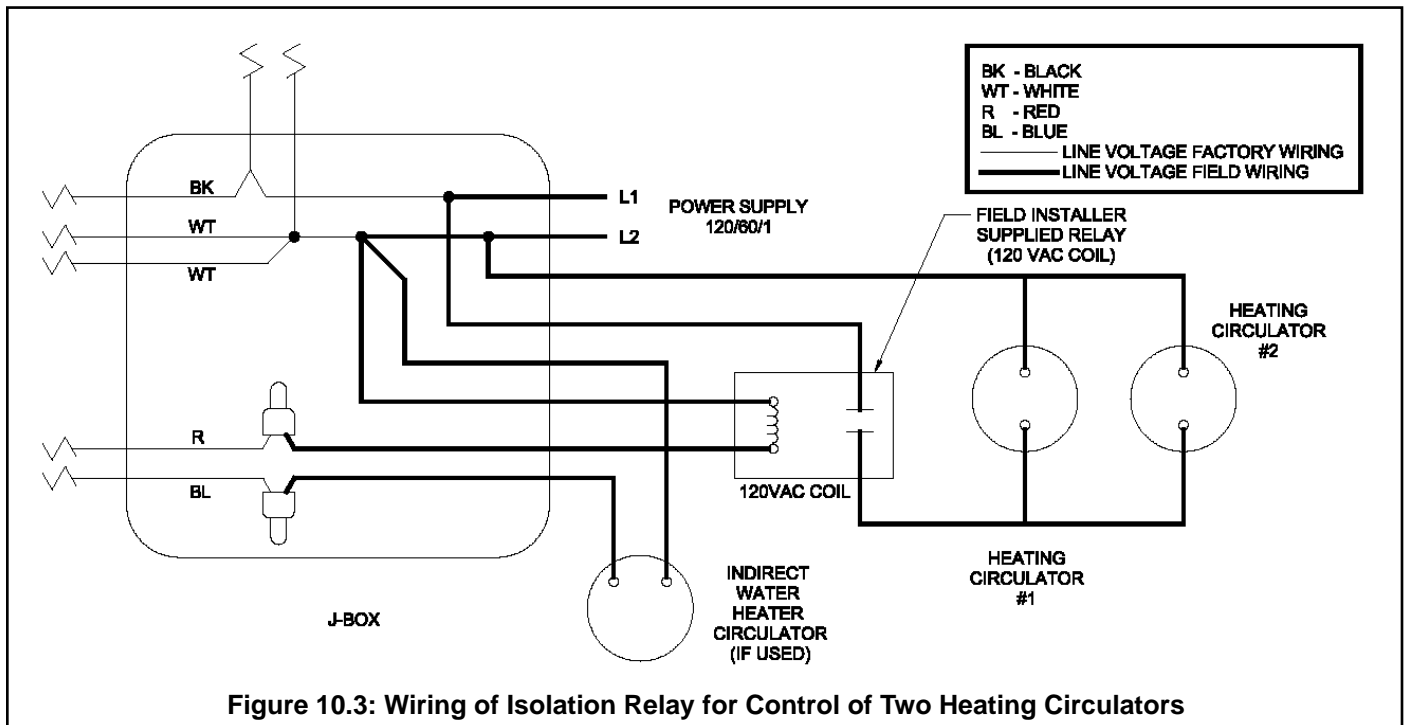 BK - BLACK
WT - WHITE
R - RED
BL - BLUE
LINE VOLTAGE FACTORY WIRING
LINE VOLTAGE FIELD WIRING
BK
L1
POWER SUPPLY
120/60/1
WT
L2
WT
FIELD INSTALLER
SUPPLIED RELAY
(120 VAC COIL)
HEATING
CIRCULATOR
#2
R
BL
120VAC COIL
HEATING
CIRCULATOR
#1
INDIRECT
WATER
HEATER
CIRCULATOR
(IF USED)
J-BOX
Figure 10.3: Wiring of Isolation Relay for Control of Two Heating Circulators